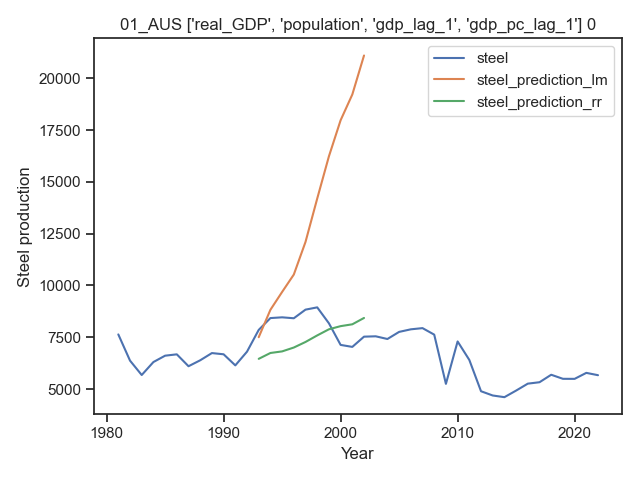 01_AUS ['real_GDP', 'population', 'gdp_lag_1', 'gdp_pc_lag_1'] 0
steel
steel_prediction_lm
steel_prediction_rr
20000
17500
15000
12500
10000
7500
5000
Steel production
1980
1990
2000
2010
2020
Year